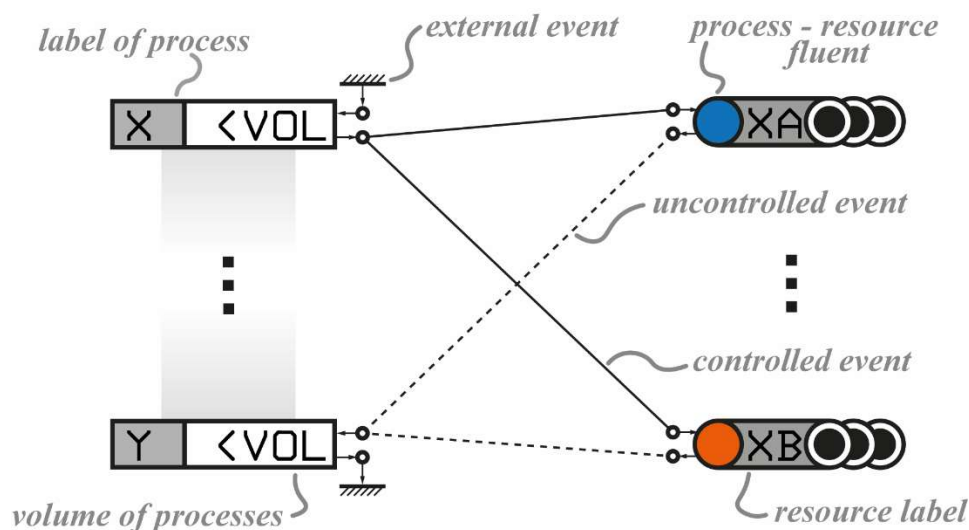 label of process
external event
process - resource
fluent
X <VOL
XA
uncontrolled event
controlled event
Y <VOL
XB
volume of processes
resource label